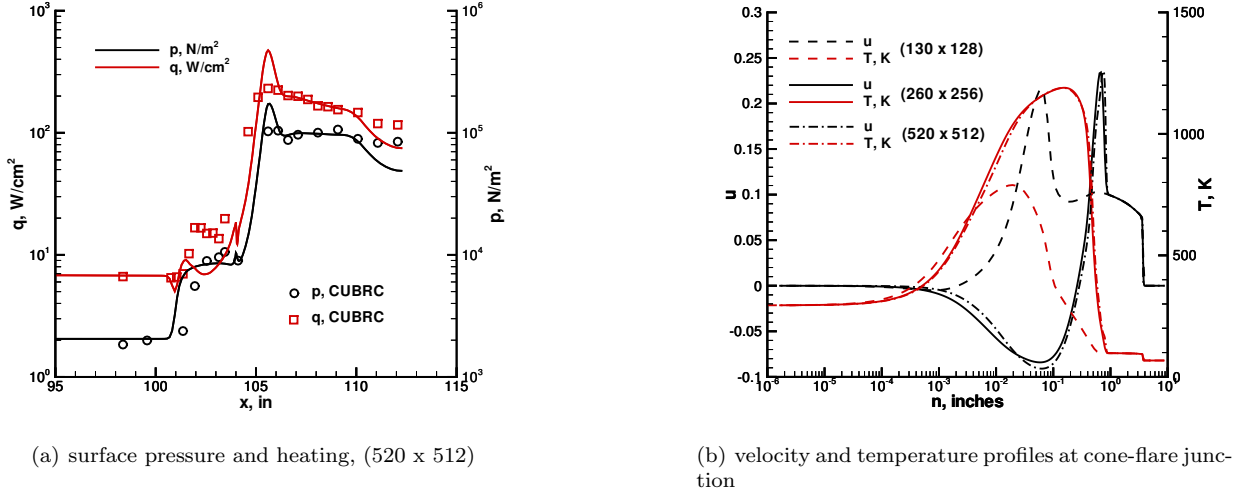 p, N/m²
q, W/cm²
p, CUBRC
q, CUBRC
q, W/cm²
p, N/m²
10³
10²
10¹
10⁰
10⁶
10⁵
10⁴
10³
95 100 105 110 115
x, in
(a) surface pressure and heating, (520 x 512)
u
T, K
(130 x 128)
u
T, K
(260 x 256)
u
T, K
(520 x 512)
u
T, K
0.3
0.25
0.2
0.15
0.1
0.05
0
-0.05
-0.1
1500
1000
500
0
10⁻⁶ 10⁻⁵ 10⁻⁴ 10⁻³ 10⁻² 10⁻¹ 10⁰ 10¹
n, inches
(b) velocity and temperature profiles at cone-flare junc-
tion